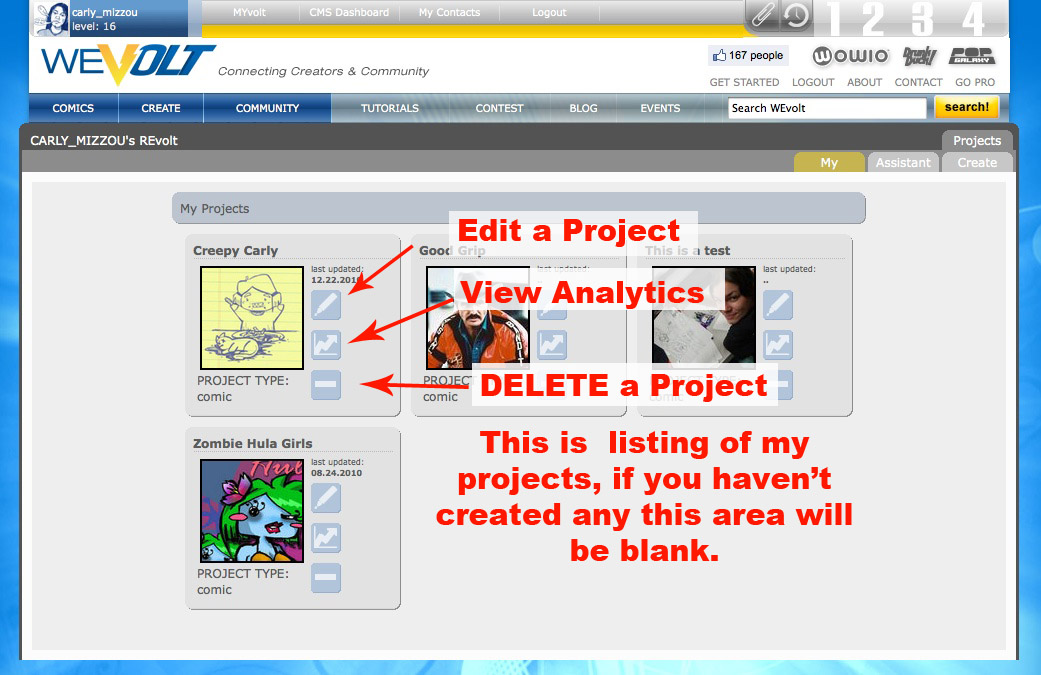 carly_mizzou
level: 16
MYvolt
CMS Dashboard
My Contacts
Logout
1 2 3 4
WEVOLT
Connecting Creators & Community
167 people
WOWIO
POP GALAXY
GET STARTED LOGOUT ABOUT CONTACT GO PRO
COMICS CREATE COMMUNITY TUTORIALS CONTEST BLOG EVENTS
Search WEvolt
search!
CARLY_MIZZOU's REvolt
Projects
My Assistant Create
My Projects
Edit a Project
Creepy Carly
Good Grip
This is a test
last updated:
12.22.2010
last updated:
last updated:
..
View Analytics
DELETE a Project
PROJECT TYPE:
comic
PROJECT
comic
comic
This is  listing of my
projects, if you haven’t
created any this area will
be blank.
Zombie Hula Girls
last updated:
08.24.2010
Hul
PROJECT TYPE:
comic